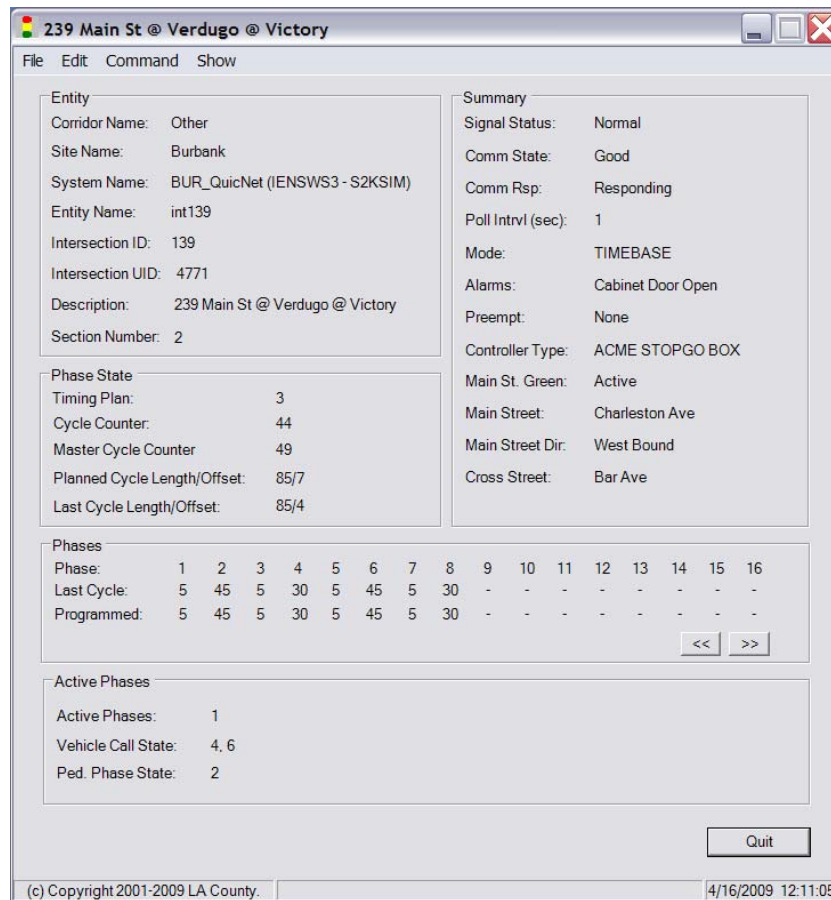 239 Main St @ Verdugo @ Victory
File Edit Command Show
Entity
Corridor Name: Other
Site Name: Burbank
System Name: BUR_QuicNet (IENSWS3 - S2KSIM)
Entity Name: int139
Intersection ID: 139
Intersection UID: 4771
Description: 239 Main St @ Verdugo @ Victory
Section Number: 2
Summary
Signal Status: Normal
Comm State: Good
Comm Rsp: Responding
Poll Intrvl (sec): 1
Mode: TIMEBASE
Alarms: Cabinet Door Open
Preempt: None
Controller Type: ACME STOPGO BOX
Main St. Green: Active
Main Street: Charleston Ave
Main Street Dir: West Bound
Cross Street: Bar Ave
Phase State
Timing Plan: 3
Cycle Counter: 44
Master Cycle Counter 49
Planned Cycle Length/Offset: 85/7
Last Cycle Length/Offset: 85/4
Phases
Phase: 1 2 3 4 5 6 7 8 9 10 11 12 13 14 15 16
Last Cycle: 5 45 5 30 5 45 5 30 - - - - - - - -
Programmed: 5 45 5 30 5 45 5 30 - - - - - - - -
<< >>
Active Phases
Active Phases: 1
Vehicle Call State: 4, 6
Ped. Phase State: 2
Quit
(c) Copyright 2001-2009 LA County. 4/16/2009 12:11:05